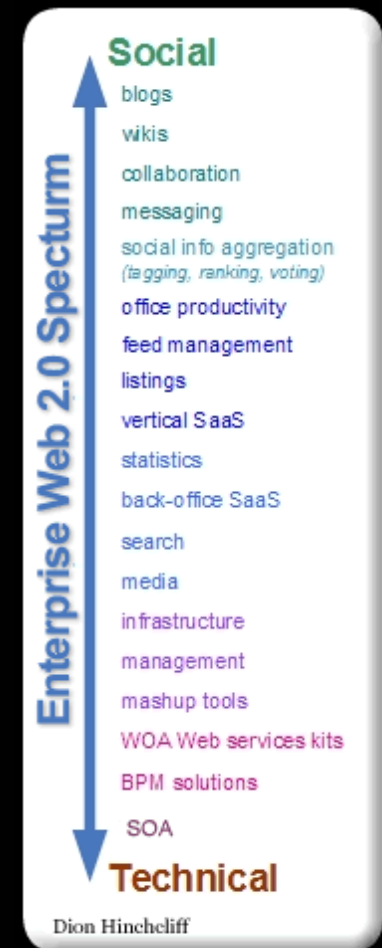 Enterprise Web 2.0 Specturm
Social
blogs
wikis
collaboration
messaging
social info aggregation
(tagging, ranking, voting)
office productivity
feed management
listings
vertical SaaS
statistics
back-office SaaS
search
media
infrastructure
management
mashup tools
WOA Web services kits
BPM solutions
SOA
Technical
Dion Hinchcliff